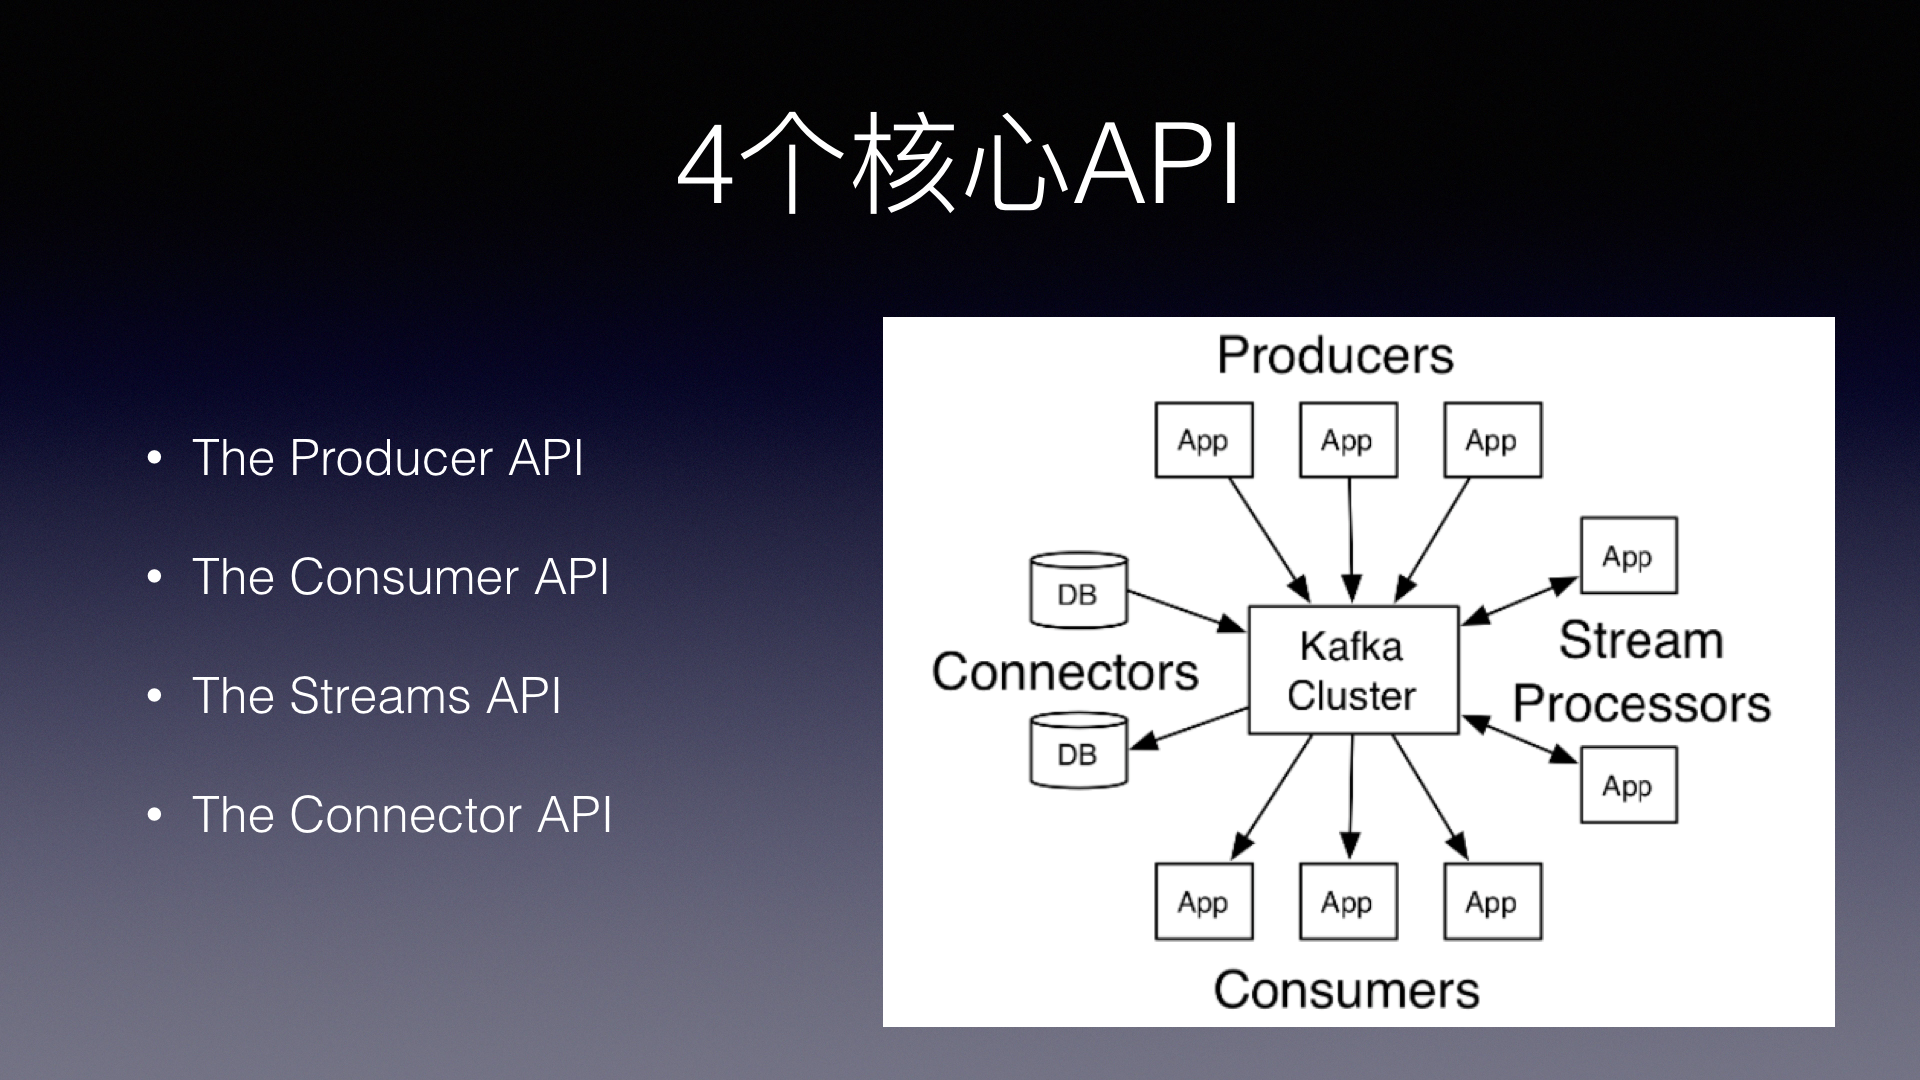 4个核心API
• The Producer API
• The Consumer API
• The Streams API
• The Connector API
Producers
App App App
App
DB
Kafka
Cluster
Stream
Processors
Connectors
DB
App
App App App
Consumers